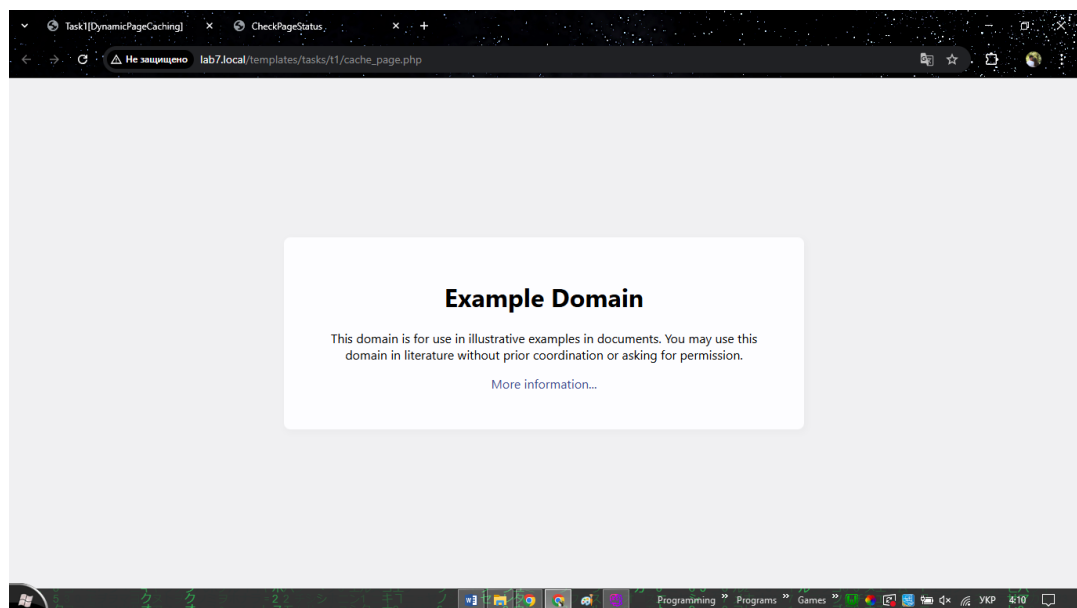 Task1[DynamicPageCaching]
CheckPageStatus
Не защищено lab7.local/templates/tasks/t1/cache_page.php
Example Domain
This domain is for use in illustrative examples in documents. You may use this
domain in literature without prior coordination or asking for permission.
More information...
Programming » Programs » Games » УКР 4:10